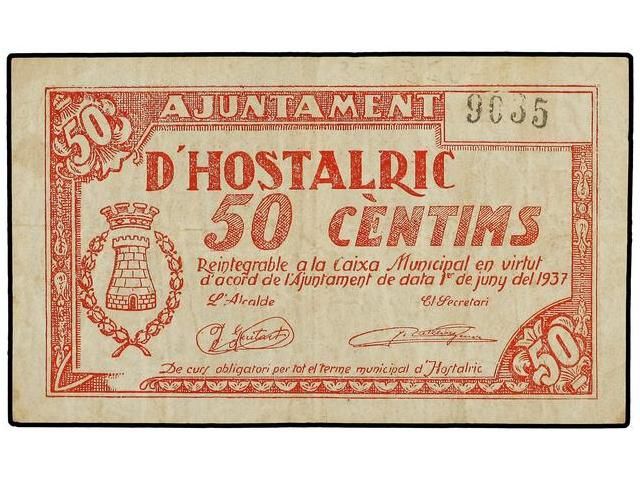 AJUNTAMENT
9035
50
D'HOSTALRIC
50 CÈNTIMS
Reintegrable a la Caixa Municipal en virtut
d'acord de l'Ajuntament de data 1er de juny del 1937
L'Alcalde El Secretari
De curs obligatori per tot el terme municipal d'Hostalric
50